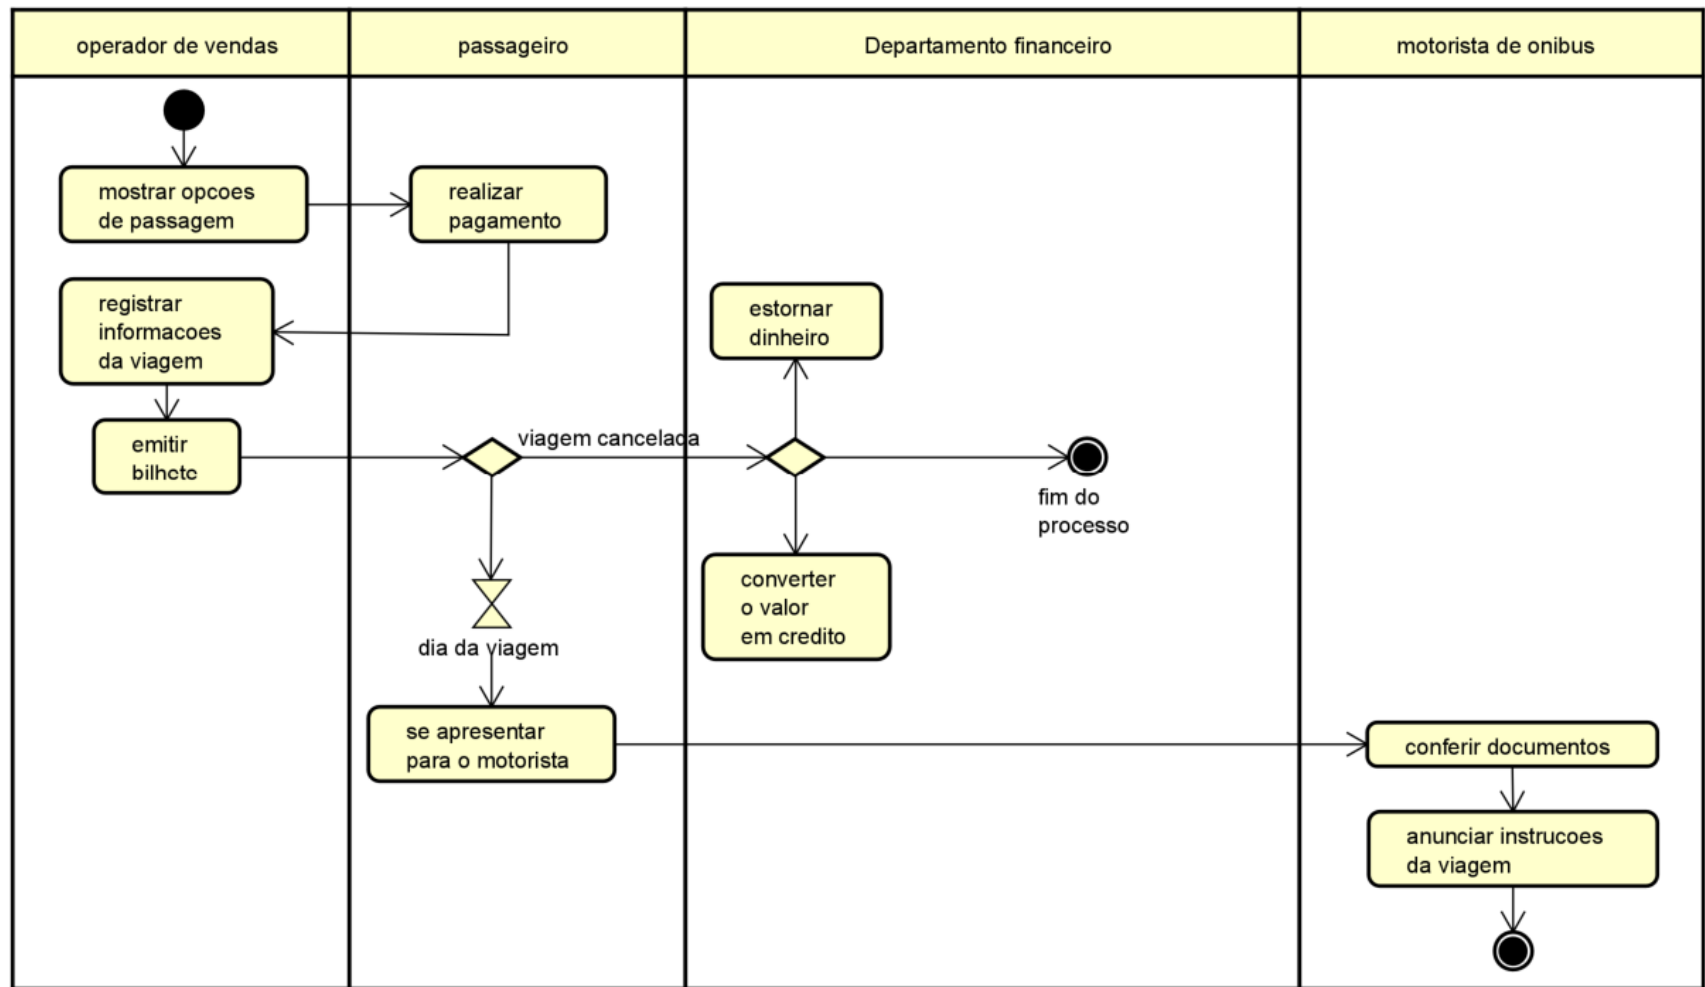 operador de vendas
passageiro
Departamento financeiro
motorista de onibus
mostrar opcoes
de passagem
realizar
pagamento
registrar
informacoes
da viagem
estornar
dinheiro
emitir
bilhete
viagem cancelada
fim do
processo
converter
o valor
em credito
dia da viagem
se apresentar
para o motorista
conferir documentos
anunciar instrucoes
da viagem